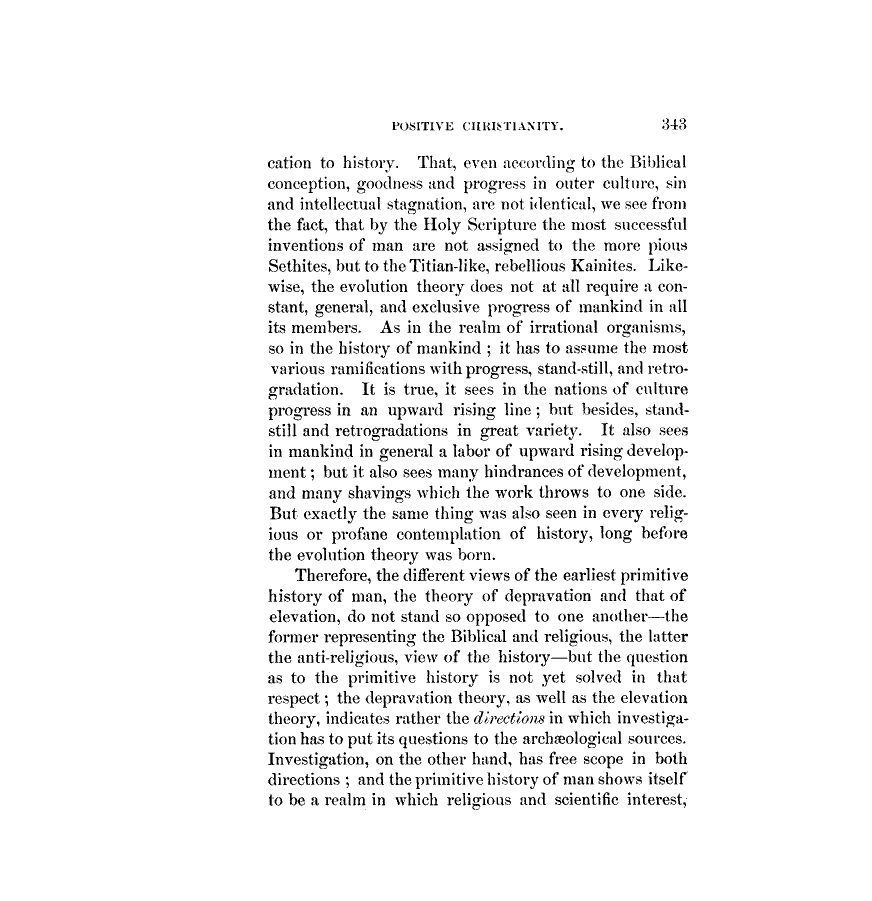 POSITIVE CHRISTIANITY. 343
cation to history. That, even according to the Biblical
conception, goodness and progress in outer culture, sin
and intellectual stagnation, are not identical, we see from
the fact, that by the Holy Scripture the most successful
inventions of man are not assigned to the more pious
Sethites, but to the Titian-like, rebellious Kainites. Like-
wise, the evolution theory does not at all require a con-
stant, general, and exclusive progress of mankind in all
its members. As in the realm of irrational organisms,
so in the history of mankind ; it has to assume the most
various ramifications with progress, stand-still, and retro-
gradation. It is true, it sees in the nations of culture
progress in an upward rising line ; but besides, stand-
still and retrogradations in great variety. It also sees
in mankind in general a labor of upward rising develop-
ment ; but it also sees many hindrances of development,
and many shavings which the work throws to one side.
But exactly the same thing was also seen in every relig-
ious or profane contemplation of history, long before
the evolution theory was born.
Therefore, the different views of the earliest primitive
history of man, the theory of depravation and that of
elevation, do not stand so opposed to one another—the
former representing the Biblical and religious, the latter
the anti-religious, view of the history—but the question
as to the primitive history is not yet solved in that
respect ; the depravation theory, as well as the elevation
theory, indicates rather the directions in which investiga-
tion has to put its questions to the archæological sources.
Investigation, on the other hand, has free scope in both
directions ; and the primitive history of man shows itself
to be a realm in which religious and scientific interest,